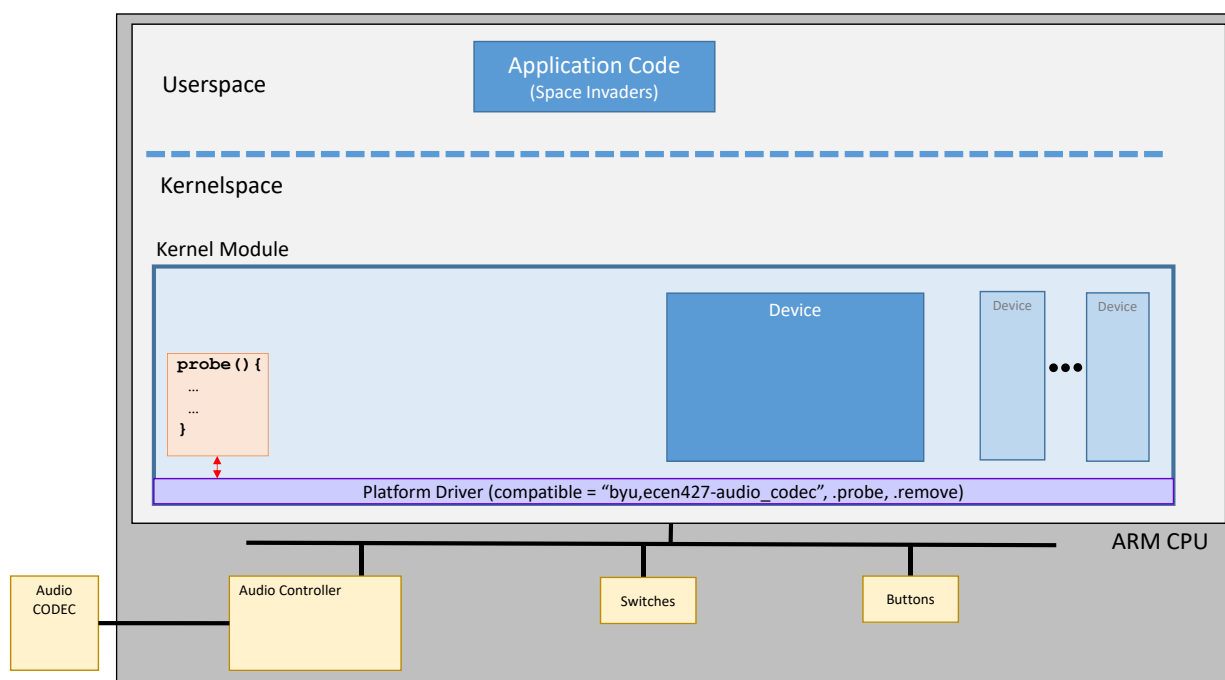 Application Code
(Space Invaders)
Userspace
Kernelspace
Kernel Module
Device
Device
Device
probe(){
…
…
}
Platform Driver (compatible = “byu,ecen427-audio_codec”, .probe, .remove)
ARM CPU
Audio
CODEC
Audio Controller
Switches
Buttons